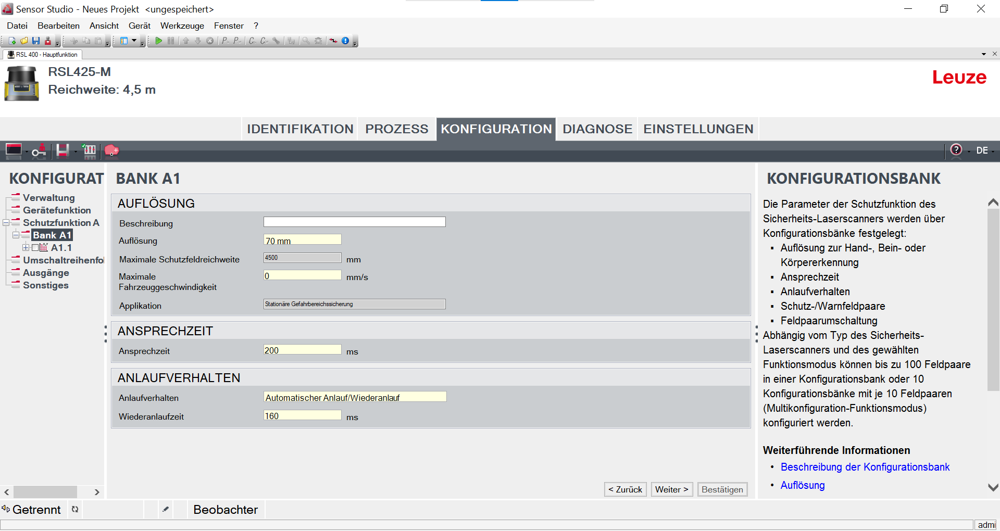 Sensor Studio - Neues Projekt <ungespeichert>
Datei Bearbeiten Ansicht Gerät Werkzeuge Fenster ?
RSL 400 - Hauptfunktion
RSL425-M
Reichweite: 4,5 m
Leuze
IDENTIFIKATION PROZESS KONFIGURATION DIAGNOSE EINSTELLUNGEN
DE
KONFIGURAT
Verwaltung
Gerätefunktion
Schutzfunktion A
Bank A1
A1.1
Umschaltreihenfol
Ausgänge
Sonstiges
BANK A1
AUFLÖSUNG
Beschreibung
Auflösung 70 mm
Maximale Schutzfeldreichweite 4500 mm
Maximale Fahrzeuggeschwindigkeit 0 mm/s
Applikation Stationäre Gefahrbereichssicherung
ANSPRECHZEIT
Ansprechzeit 200 ms
ANLAUFVERHALTEN
Anlaufverhalten Automatischer Anlauf/Wiederanlauf
Wiederanlaufzeit 160 ms
< Zurück Weiter > Bestätigen
KONFIGURATIONSBANK
Die Parameter der Schutzfunktion des
Sicherheits-Laserscanners werden über
Konfigurationsbänke festgelegt:
▪ Auflösung zur Hand-, Bein- oder
Körpererkennung
▪ Ansprechzeit
▪ Anlaufverhalten
▪ Schutz-/Warnfeldpaare
▪ Feldpaarumschaltung
Abhängig vom Typ des Sicherheits-
Laserscanners und des gewählten
Funktionsmodus können bis zu 100 Feldpaare
in einer Konfigurationsbank oder 10
Konfigurationsbänke mit je 10 Feldpaaren
(Multikonfiguration-Funktionsmodus)
konfiguriert werden.
Weiterführende Informationen
• Beschreibung der Konfigurationsbank
• Auflösung
Getrennt Beobachter
admi